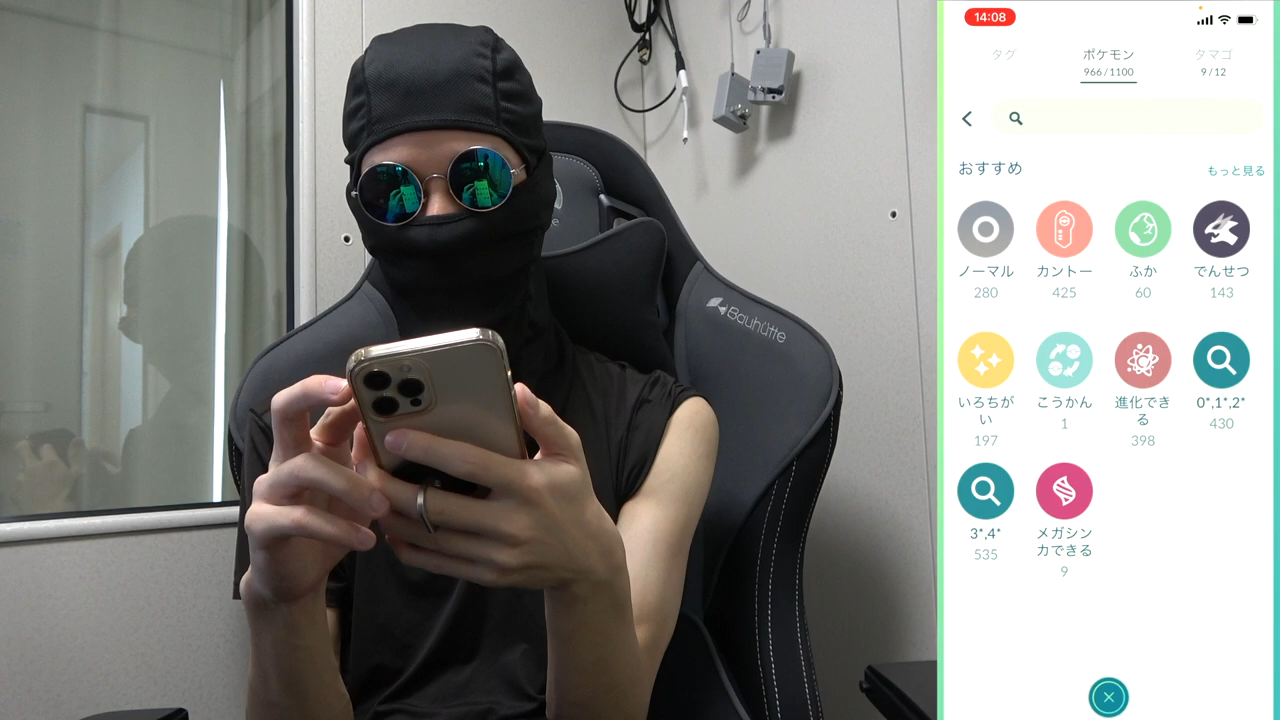 Bauhütte
14:08
タグ
ポケモン
966/1100
タマゴ
9/12
おすすめ
もっと見る
ノーマル
280
カントー
425
ふか
60
でんせつ
143
いろちが
い
197
こうかん
1
進化でき
る
398
0*,1*,2*
430
3*,4*
535
メガシン
カできる
9